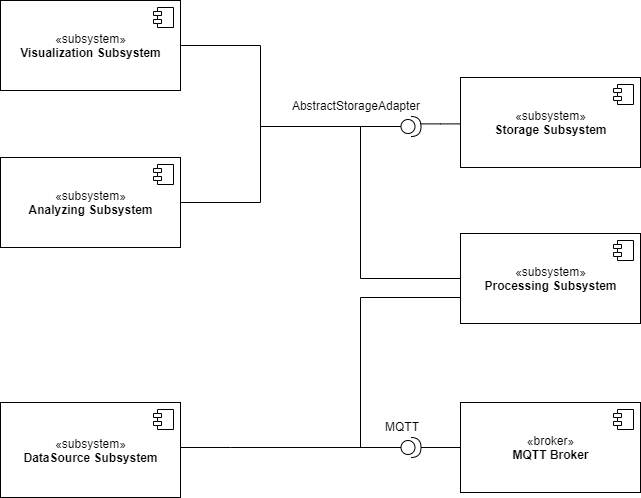 «subsystem»
Visualization Subsystem
AbstractStorageAdapter
«subsystem»
Storage Subsystem
«subsystem»
Analyzing Subsystem
«subsystem»
Processing Subsystem
«subsystem»
DataSource Subsystem
MQTT
«broker»
MQTT Broker